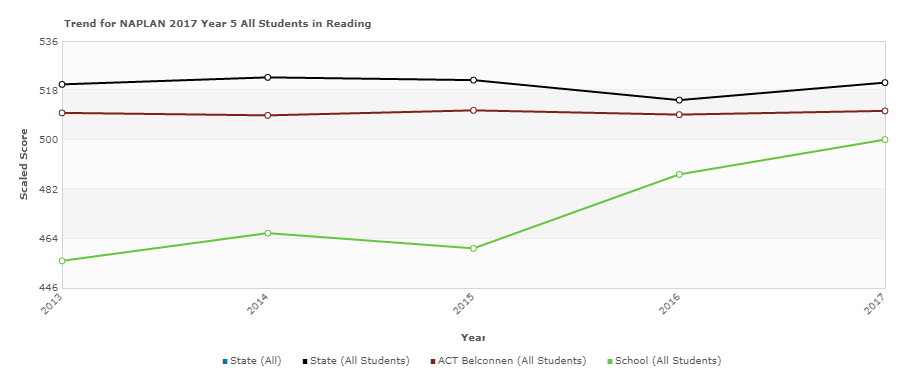 Trend for NAPLAN 2017 Year 5 All Students in Reading
536
518
500
482
464
446
Scaled Score
2013
2014
2015
2016
2017
Year
State (All)
State (All Students)
ACT Belconnen (All Students)
School (All Students)